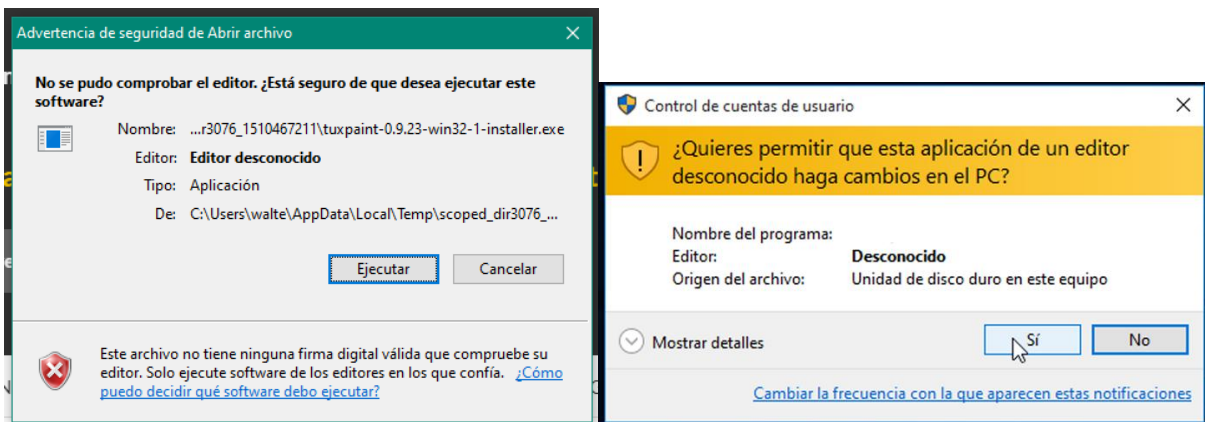 Advertencia de seguridad de Abrir archivo
No se pudo comprobar el editor. ¿Está seguro de que desea ejecutar este
software?
Nombre: ...r3076_1510467211\tuxpaint-0.9.23-win32-1-installer.exe
Editor: Editor desconocido
Tipo: Aplicación
De: C:\Users\walte\AppData\Local\Temp\scoped_dir3076_...
Ejecutar Cancelar
Este archivo no tiene ninguna firma digital válida que compruebe su
editor. Solo ejecute software de los editores en los que confía. ¿Cómo
puedo decidir qué software debo ejecutar?
Control de cuentas de usuario
¿Quieres permitir que esta aplicación de un editor
desconocido haga cambios en el PC?
Nombre del programa:
Editor: Desconocido
Origen del archivo: Unidad de disco duro en este equipo
Mostrar detalles
Sí No
Cambiar la frecuencia con la que aparecen estas notificaciones